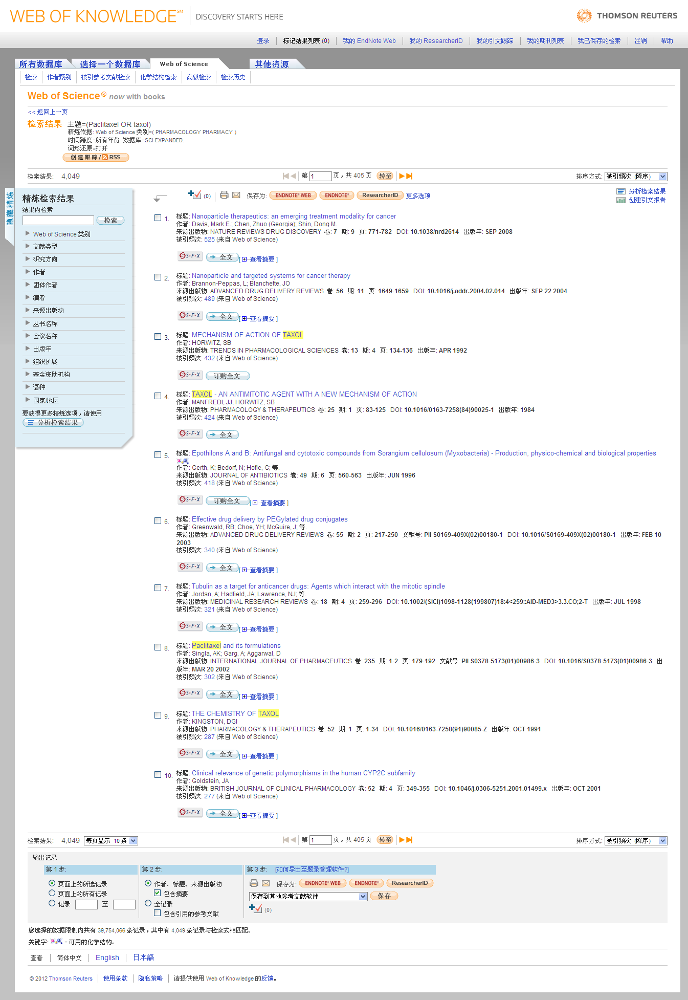 WEB OF KNOWLEDGE℠ DISCOVERY STARTS HERE THOMSON REUTERS
登录 标记结果列表 (0) 我的 EndNote Web 我的 ResearcherID 我的引文跟踪 我的期刊列表 我已保存的检索 注销 帮助
所有数据库 选择一个数据库 Web of Science 其他资源
检索 作者甄别 被引参考文献检索 化学结构检索 高级检索 检索历史
Web of Science® now with books
<< 返回上一页
检索结果 主题=(Paclitaxel OR taxol)
精炼依据: Web of Science 类别=( PHARMACOLOGY PHARMACY )
时间跨度=所有年份. 数据库=SCI-EXPANDED.
词形还原=打开
创建跟踪 / RSS
检索结果: 4,049 第 1 页，共 405 页 转至 排序方式: 被引频次 (降序)
隐藏精炼
精炼检索结果
结果内检索
检索
Web of Science 类别
文献类型
研究方向
作者
团体作者
编者
来源出版物
丛书名称
会议名称
出版年
组织扩展
基金资助机构
语种
国家/地区
要获得更多精炼选项，请使用
分析检索结果
(0) 保存为: ENDNOTE WEB ENDNOTE ResearcherID 更多选项
分析检索结果
创建引文报告
1. 标题: Nanoparticle therapeutics: an emerging treatment modality for cancer
作者: Davis, Mark E.; Chen, Zhuo (Georgia); Shin, Dong M.
来源出版物: NATURE REVIEWS DRUG DISCOVERY 卷: 7 期: 9 页: 771-782 DOI: 10.1038/nrd2614 出版年: SEP 2008
被引频次: 525 (来自 Web of Science)
S·F·X 全文 [ 查看摘要 ]
2. 标题: Nanoparticle and targeted systems for cancer therapy
作者: Brannon-Peppas, L; Blanchette, JO
来源出版物: ADVANCED DRUG DELIVERY REVIEWS 卷: 56 期: 11 页: 1649-1659 DOI: 10.1016/j.addr.2004.02.014 出版年: SEP 22 2004
被引频次: 489 (来自 Web of Science)
S·F·X 全文 [ 查看摘要 ]
3. 标题: MECHANISM OF ACTION OF TAXOL
作者: HORWITZ, SB
来源出版物: TRENDS IN PHARMACOLOGICAL SCIENCES 卷: 13 期: 4 页: 134-136 出版年: APR 1992
被引频次: 432 (来自 Web of Science)
S·F·X 订购全文
4. 标题: TAXOL - AN ANTIMITOTIC AGENT WITH A NEW MECHANISM OF ACTION
作者: MANFREDI, JJ; HORWITZ, SB
来源出版物: PHARMACOLOGY & THERAPEUTICS 卷: 25 期: 1 页: 83-125 DOI: 10.1016/0163-7258(84)90025-1 出版年: 1984
被引频次: 424 (来自 Web of Science)
S·F·X 全文
5. 标题: Epothilons A and B: Antifungal and cytotoxic compounds from Sorangium cellulosum (Myxobacteria) - Production, physico-chemical and biological properties
作者: Gerth, K; Bedorf, N; Hofle, G; 等.
来源出版物: JOURNAL OF ANTIBIOTICS 卷: 49 期: 6 页: 560-563 出版年: JUN 1996
被引频次: 418 (来自 Web of Science)
S·F·X 订购全文 [ 查看摘要 ]
6. 标题: Effective drug delivery by PEGylated drug conjugates
作者: Greenwald, RB; Choe, YH; McGuire, J; 等.
来源出版物: ADVANCED DRUG DELIVERY REVIEWS 卷: 55 期: 2 页: 217-250 文献号: PII S0169-409X(02)00180-1 DOI: 10.1016/S0169-409X(02)00180-1 出版年: FEB 10
2003
被引频次: 340 (来自 Web of Science)
S·F·X 全文 [ 查看摘要 ]
7. 标题: Tubulin as a target for anticancer drugs: Agents which interact with the mitotic spindle
作者: Jordan, A; Hadfield, JA; Lawrence, NJ; 等.
来源出版物: MEDICINAL RESEARCH REVIEWS 卷: 18 期: 4 页: 259-296 DOI: 10.1002/(SICI)1098-1128(199807)18:4<259::AID-MED3>3.3.CO;2-T 出版年: JUL 1998
被引频次: 321 (来自 Web of Science)
S·F·X 全文 [ 查看摘要 ]
8. 标题: Paclitaxel and its formulations
作者: Singla, AK; Garg, A; Aggarwal, D
来源出版物: INTERNATIONAL JOURNAL OF PHARMACEUTICS 卷: 235 期: 1-2 页: 179-192 文献号: PII S0378-5173(01)00986-3 DOI: 10.1016/S0378-5173(01)00986-3 出
版年: MAR 20 2002
被引频次: 302 (来自 Web of Science)
S·F·X 全文 [ 查看摘要 ]
9. 标题: THE CHEMISTRY OF TAXOL
作者: KINGSTON, DGI
来源出版物: PHARMACOLOGY & THERAPEUTICS 卷: 52 期: 1 页: 1-34 DOI: 10.1016/0163-7258(91)90085-Z 出版年: OCT 1991
被引频次: 287 (来自 Web of Science)
S·F·X 全文 [ 查看摘要 ]
10. 标题: Clinical relevance of genetic polymorphisms in the human CYP2C subfamily
作者: Goldstein, JA
来源出版物: BRITISH JOURNAL OF CLINICAL PHARMACOLOGY 卷: 52 期: 4 页: 349-355 DOI: 10.1046/j.0306-5251.2001.01499.x 出版年: OCT 2001
被引频次: 277 (来自 Web of Science)
S·F·X 全文 [ 查看摘要 ]
检索结果: 4,049 每页显示 10 条 第 1 页，共 405 页 转至 排序方式: 被引频次 (降序)
输出记录
第 1 步: 第 2 步: 第 3 步: [如何导出至题录管理软件?]
页面上的所选记录 作者、标题、来源出版物 保存为: ENDNOTE WEB ENDNOTE ResearcherID
页面上的所有记录 包含摘要 保存到其他参考文献软件 保存
记录 至 全记录 (0)
包含引用的参考文献
您选择的数据限制内共有 39,754,066 条记录，其中有 4,049 条记录与检索式相匹配。
关键字: = 可用的化学结构。
查看 简体中文 English 日本語
© 2012 Thomson Reuters 使用条款 隐私策略 请提供使用 Web of Knowledge 的反馈。